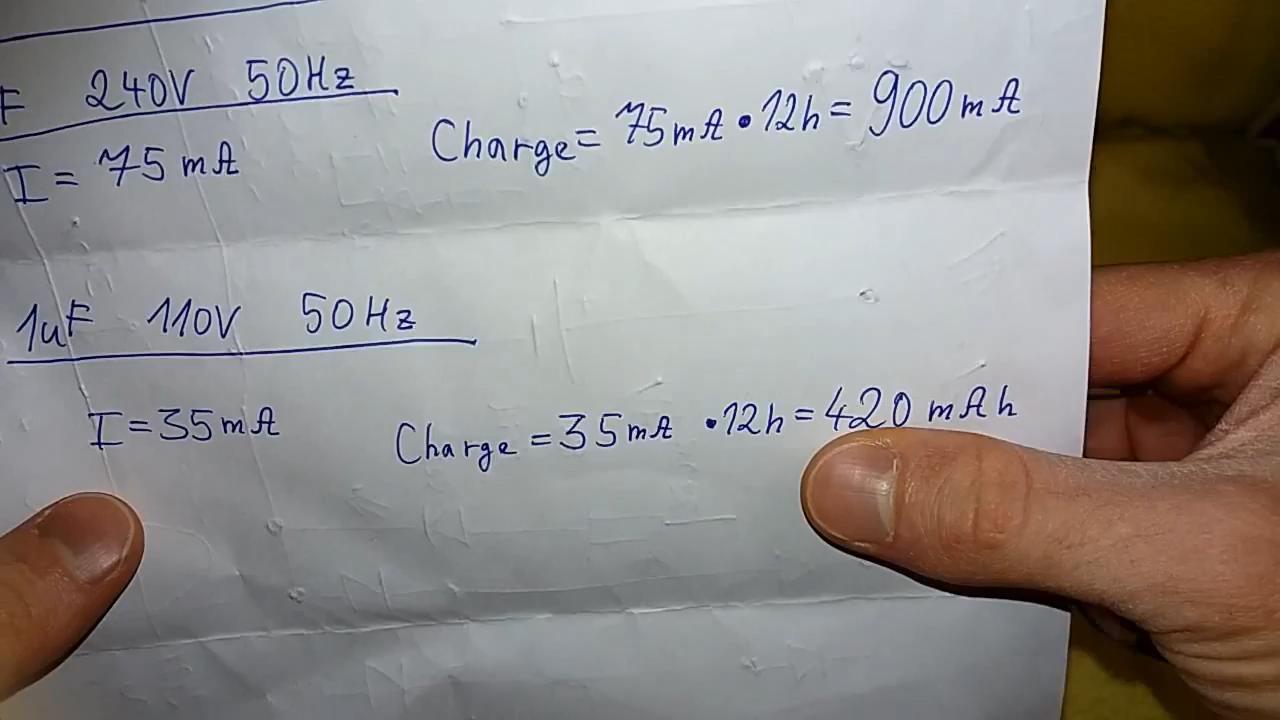 F 240V 50Hz
I = 75 mA
Charge = 75mA • 12h = 900 mA
1uF 110V 50Hz
I = 35mA
Charge = 35mA • 12h = 420 mAh